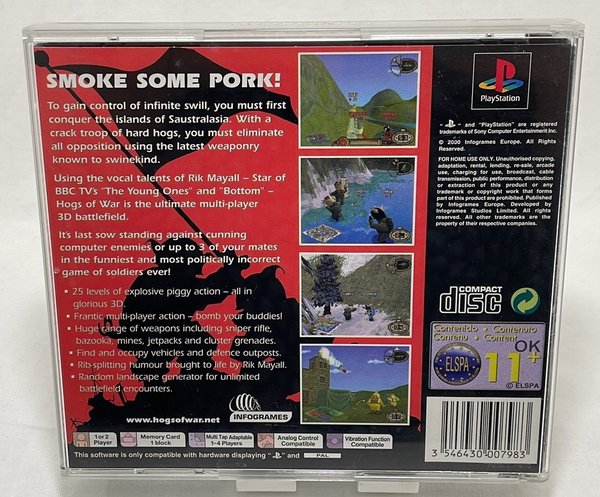 SMOKE SOME PORK!
To gain control of infinite swill, you must first
conquer the islands of Saustralasia. With a
crack troop of hard hogs, you must eliminate
all opposition using the latest weaponry
known to swinekind.
Using the vocal talents of Rik Mayall – Star of
BBC TV's "The Young Ones" and "Bottom" –
Hogs of War is the ultimate multi-player
3D battlefield.
It's last sow standing against cunning
computer enemies or up to 3 of your mates
in the funniest and most politically incorrect
game of soldiers ever!
• 25 levels of explosive piggy action – all in
glorious 3D.
• Frantic multi-player action – bomb your buddies!
• Huge range of weapons including sniper rifle,
bazooka, mines, jetpacks and cluster grenades.
• Find and occupy vehicles and defence outposts.
• Rib-splitting humour brought to life by Rik Mayall.
• Random landscape generator for unlimited
battlefield encounters.
www.hogsofwar.net
INFOGRAMES
1 or 2
Player
Memory Card
1 block
Multi Tap Adaptable
1–4 Players
Analog Control
Compatible
Vibration Function
Compatible
This software is only compatible with hardware displaying " " and PAL
PlayStation
" " and "PlayStation" are registered
trademarks of Sony Computer Entertainment Inc.
© 2000 Infogrames Europe. All Rights
Reserved.
FOR HOME USE ONLY. Unauthorised copying,
adaptation, rental, lending, re-sale, arcade
use, charging for use, broadcast, cable
transmission, public performance, distribution
or extraction of this product or any
trademark or copyright work that forms
part of this product are prohibited. Published
by Infogrames Europe. Developed by
Infogrames Studios Limited. All rights
reserved. All other trademarks are the
property of their respective companies.
COMPACT
disc
Contenido · Contenuto
Contenu · Content
ELSPA
OK
11+
© ELSPA
3 546430 007983